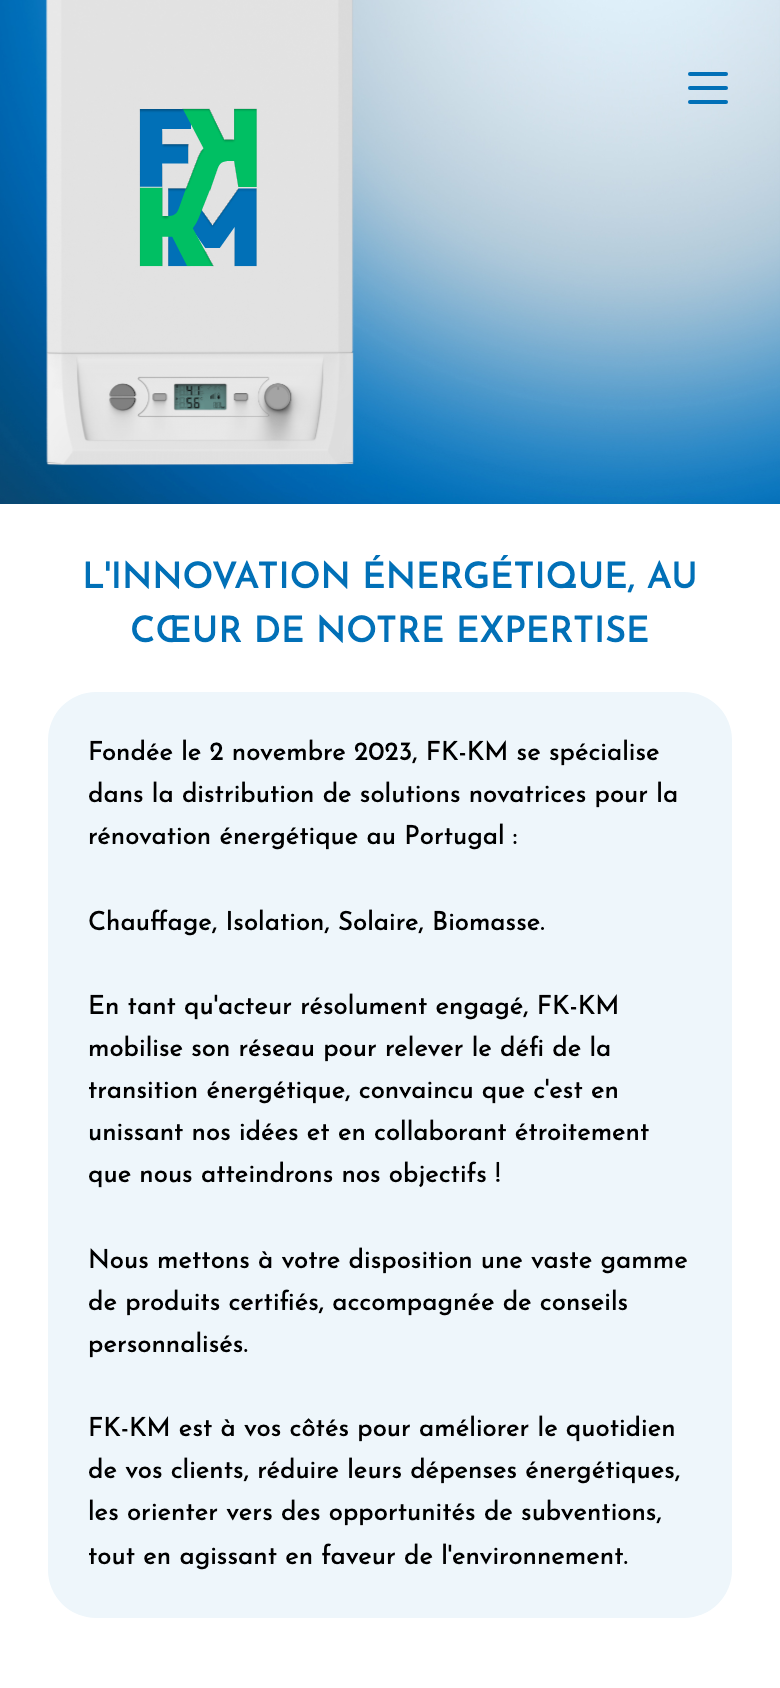 FK
KM
41
56
L'INNOVATION ÉNERGÉTIQUE, AU
CŒUR DE NOTRE EXPERTISE
Fondée le 2 novembre 2023, FK-KM se spécialise
dans la distribution de solutions novatrices pour la
rénovation énergétique au Portugal :
Chauffage, Isolation, Solaire, Biomasse.
En tant qu'acteur résolument engagé, FK-KM
mobilise son réseau pour relever le défi de la
transition énergétique, convaincu que c'est en
unissant nos idées et en collaborant étroitement
que nous atteindrons nos objectifs !
Nous mettons à votre disposition une vaste gamme
de produits certifiés, accompagnée de conseils
personnalisés.
FK-KM est à vos côtés pour améliorer le quotidien
de vos clients, réduire leurs dépenses énergétiques,
les orienter vers des opportunités de subventions,
tout en agissant en faveur de l'environnement.